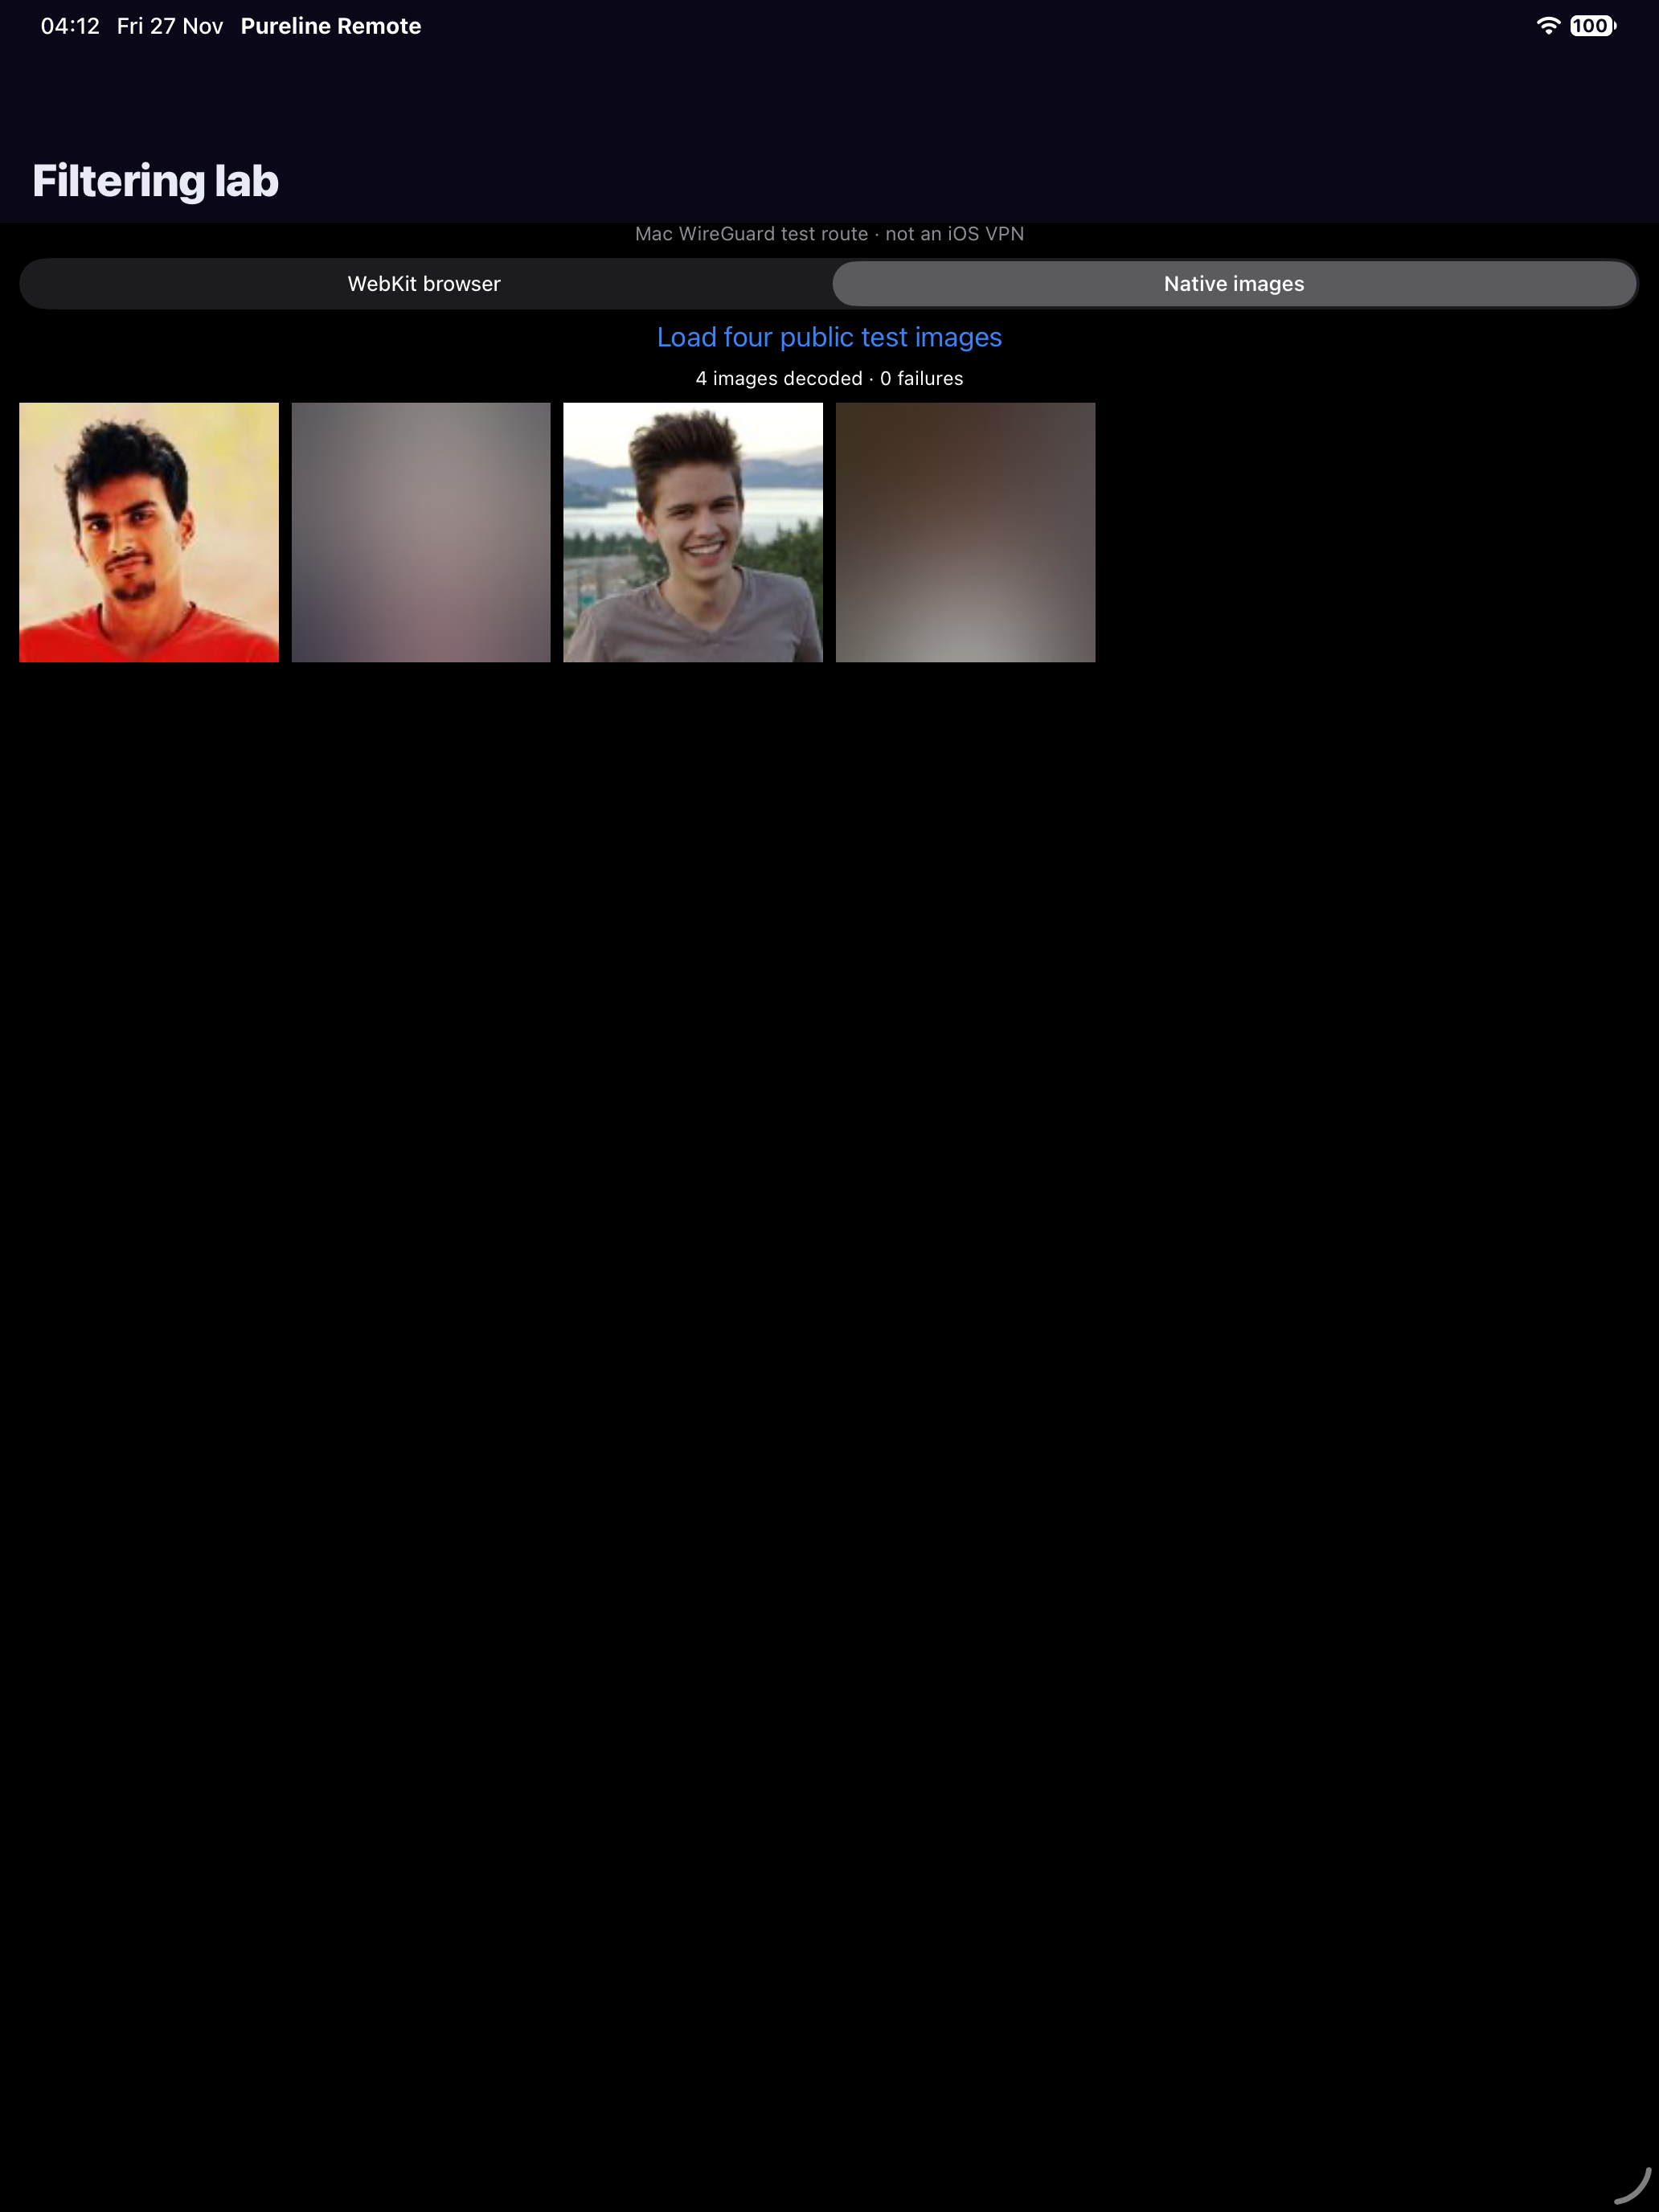 04:12 Fri 27 Nov Pureline Remote 100
Filtering lab
Mac WireGuard test route · not an iOS VPN
WebKit browser Native images
Load four public test images
4 images decoded · 0 failures